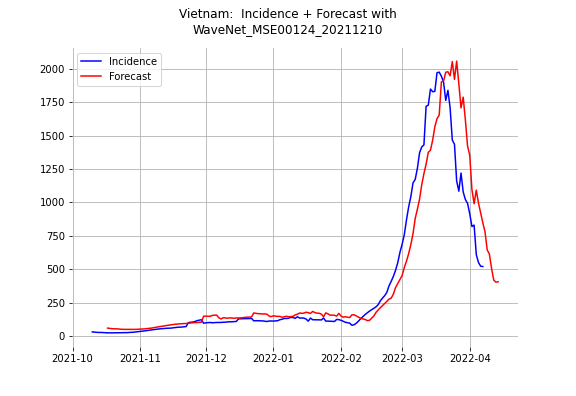 Vietnam:  Incidence + Forecast with
WaveNet_MSE00124_20211210
Incidence
Forecast
2000
1750
1500
1250
1000
750
500
250
0
2021-10 2021-11 2021-12 2022-01 2022-02 2022-03 2022-04